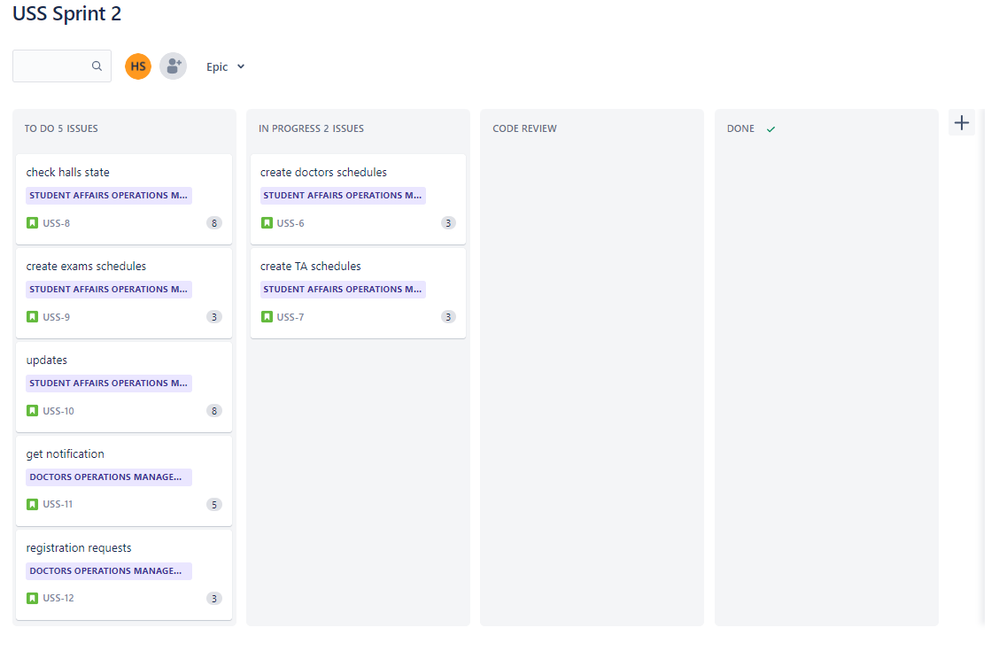 USS Sprint 2
HS
Epic
TO DO 5 ISSUES
check halls state
STUDENT AFFAIRS OPERATIONS M...
USS-8
8
create exams schedules
STUDENT AFFAIRS OPERATIONS M...
USS-9
3
updates
STUDENT AFFAIRS OPERATIONS M...
USS-10
8
get notification
DOCTORS OPERATIONS MANAGE...
USS-11
5
registration requests
DOCTORS OPERATIONS MANAGE...
USS-12
3
IN PROGRESS 2 ISSUES
create doctors schedules
STUDENT AFFAIRS OPERATIONS M...
USS-6
3
create TA schedules
STUDENT AFFAIRS OPERATIONS M...
USS-7
3
CODE REVIEW
DONE